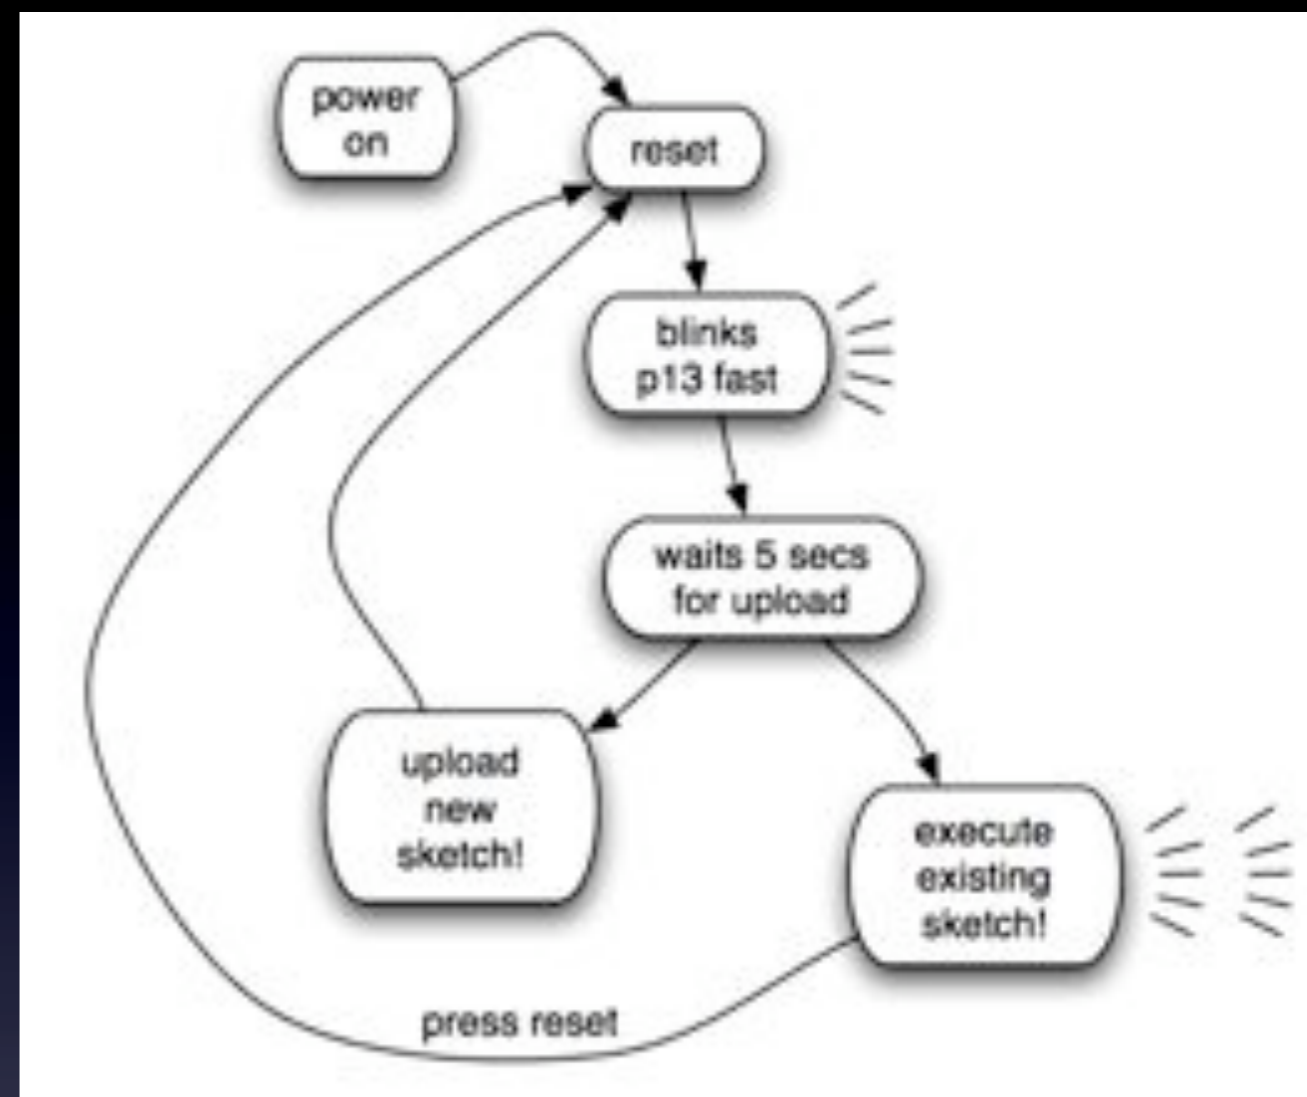 power
on
reset
blinks
p13 fast
waits 5 secs
for upload
upload
new
sketch!
execute
existing
sketch!
press reset